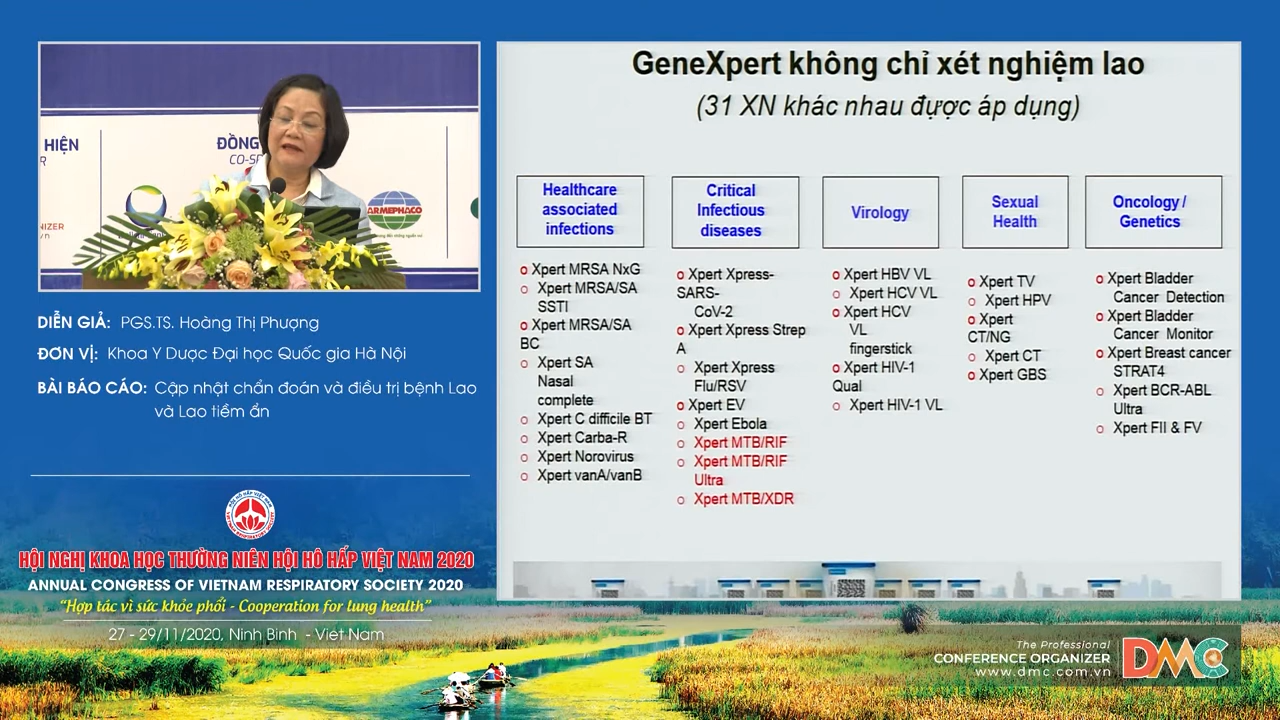 HIỆN
ĐỒNG
CO-SP
ARMEPHACO
DIỄN GIẢ: PGS.TS. Hoàng Thị Phượng
ĐƠN VỊ: Khoa Y Dược Đại học Quốc gia Hà Nội
BÀI BÁO CÁO: Cập nhật chẩn đoán và điều trị bệnh Lao
và Lao tiềm ẩn
HỘI NGHỊ KHOA HỌC THƯỜNG NIÊN HỘI HÔ HẤP VIỆT NAM 2020
ANNUAL CONGRESS OF VIETNAM RESPIRATORY SOCIETY 2020
“Hợp tác vì sức khỏe phổi - Cooperation for lung health”
27 - 29/11/2020, Ninh Bình - Viet Nam
GeneXpert không chỉ xét nghiệm lao
(31 XN khác nhau được áp dụng)
Healthcare
associated
infections
o Xpert MRSA NxG
o Xpert MRSA/SA
SSTI
o Xpert MRSA/SA
BC
o Xpert SA
Nasal
complete
o Xpert C difficile BT
o Xpert Carba-R
o Xpert Norovirus
o Xpert vanA/vanB
Critical
Infectious
diseases
o Xpert Xpress-
SARS-
CoV-2
o Xpert Xpress Strep
A
o Xpert Xpress
Flu/RSV
o Xpert EV
o Xpert Ebola
o Xpert MTB/RIF
o Xpert MTB/RIF
Ultra
o Xpert MTB/XDR
Virology
o Xpert HBV VL
o Xpert HCV VL
o Xpert HCV
VL
fingerstick
o Xpert HIV-1
Qual
o Xpert HIV-1 VL
Sexual
Health
o Xpert TV
o Xpert HPV
o Xpert
CT/NG
o Xpert CT
o Xpert GBS
Oncology /
Genetics
o Xpert Bladder
Cancer Detection
o Xpert Bladder
Cancer Monitor
o Xpert Breast cancer
STRAT4
o Xpert BCR-ABL
Ultra
o Xpert FII & FV
The Professional
CONFERENCE ORGANIZER
www.dmc.com.vn
DMC